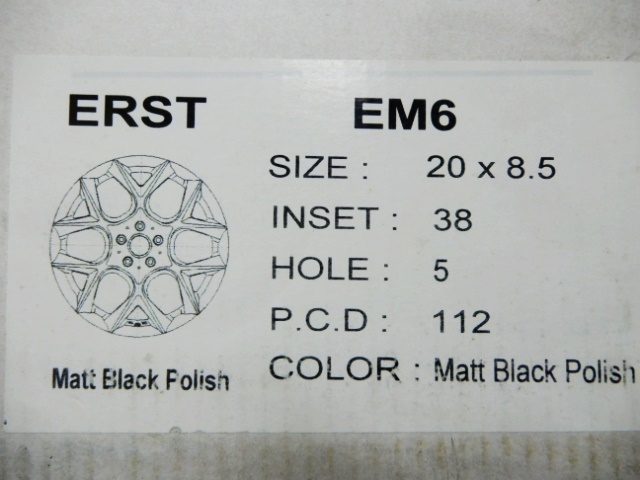 ERST EM6
SIZE : 20 x 8.5
INSET : 38
HOLE : 5
P.C.D : 112
COLOR : Matt Black Polish
Matt Black Polish